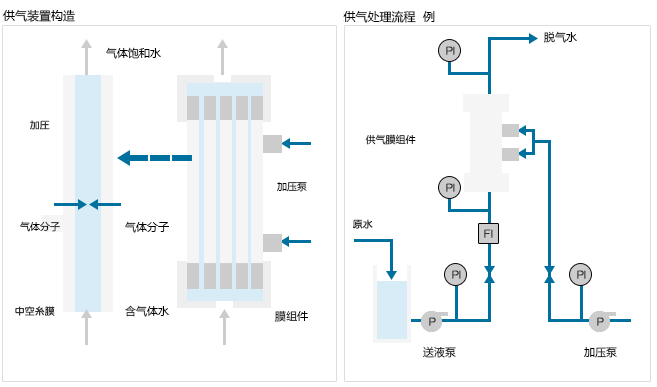 供气装置构造
供气处理流程 例
气体饱和水
加圧
加压泵
气体分子
气体分子
中空糸膜
含气体水
膜组件
脱气水
PI
供气膜组件
PI
原水
FI
PI
PI
P
P
送液泵
加压泵